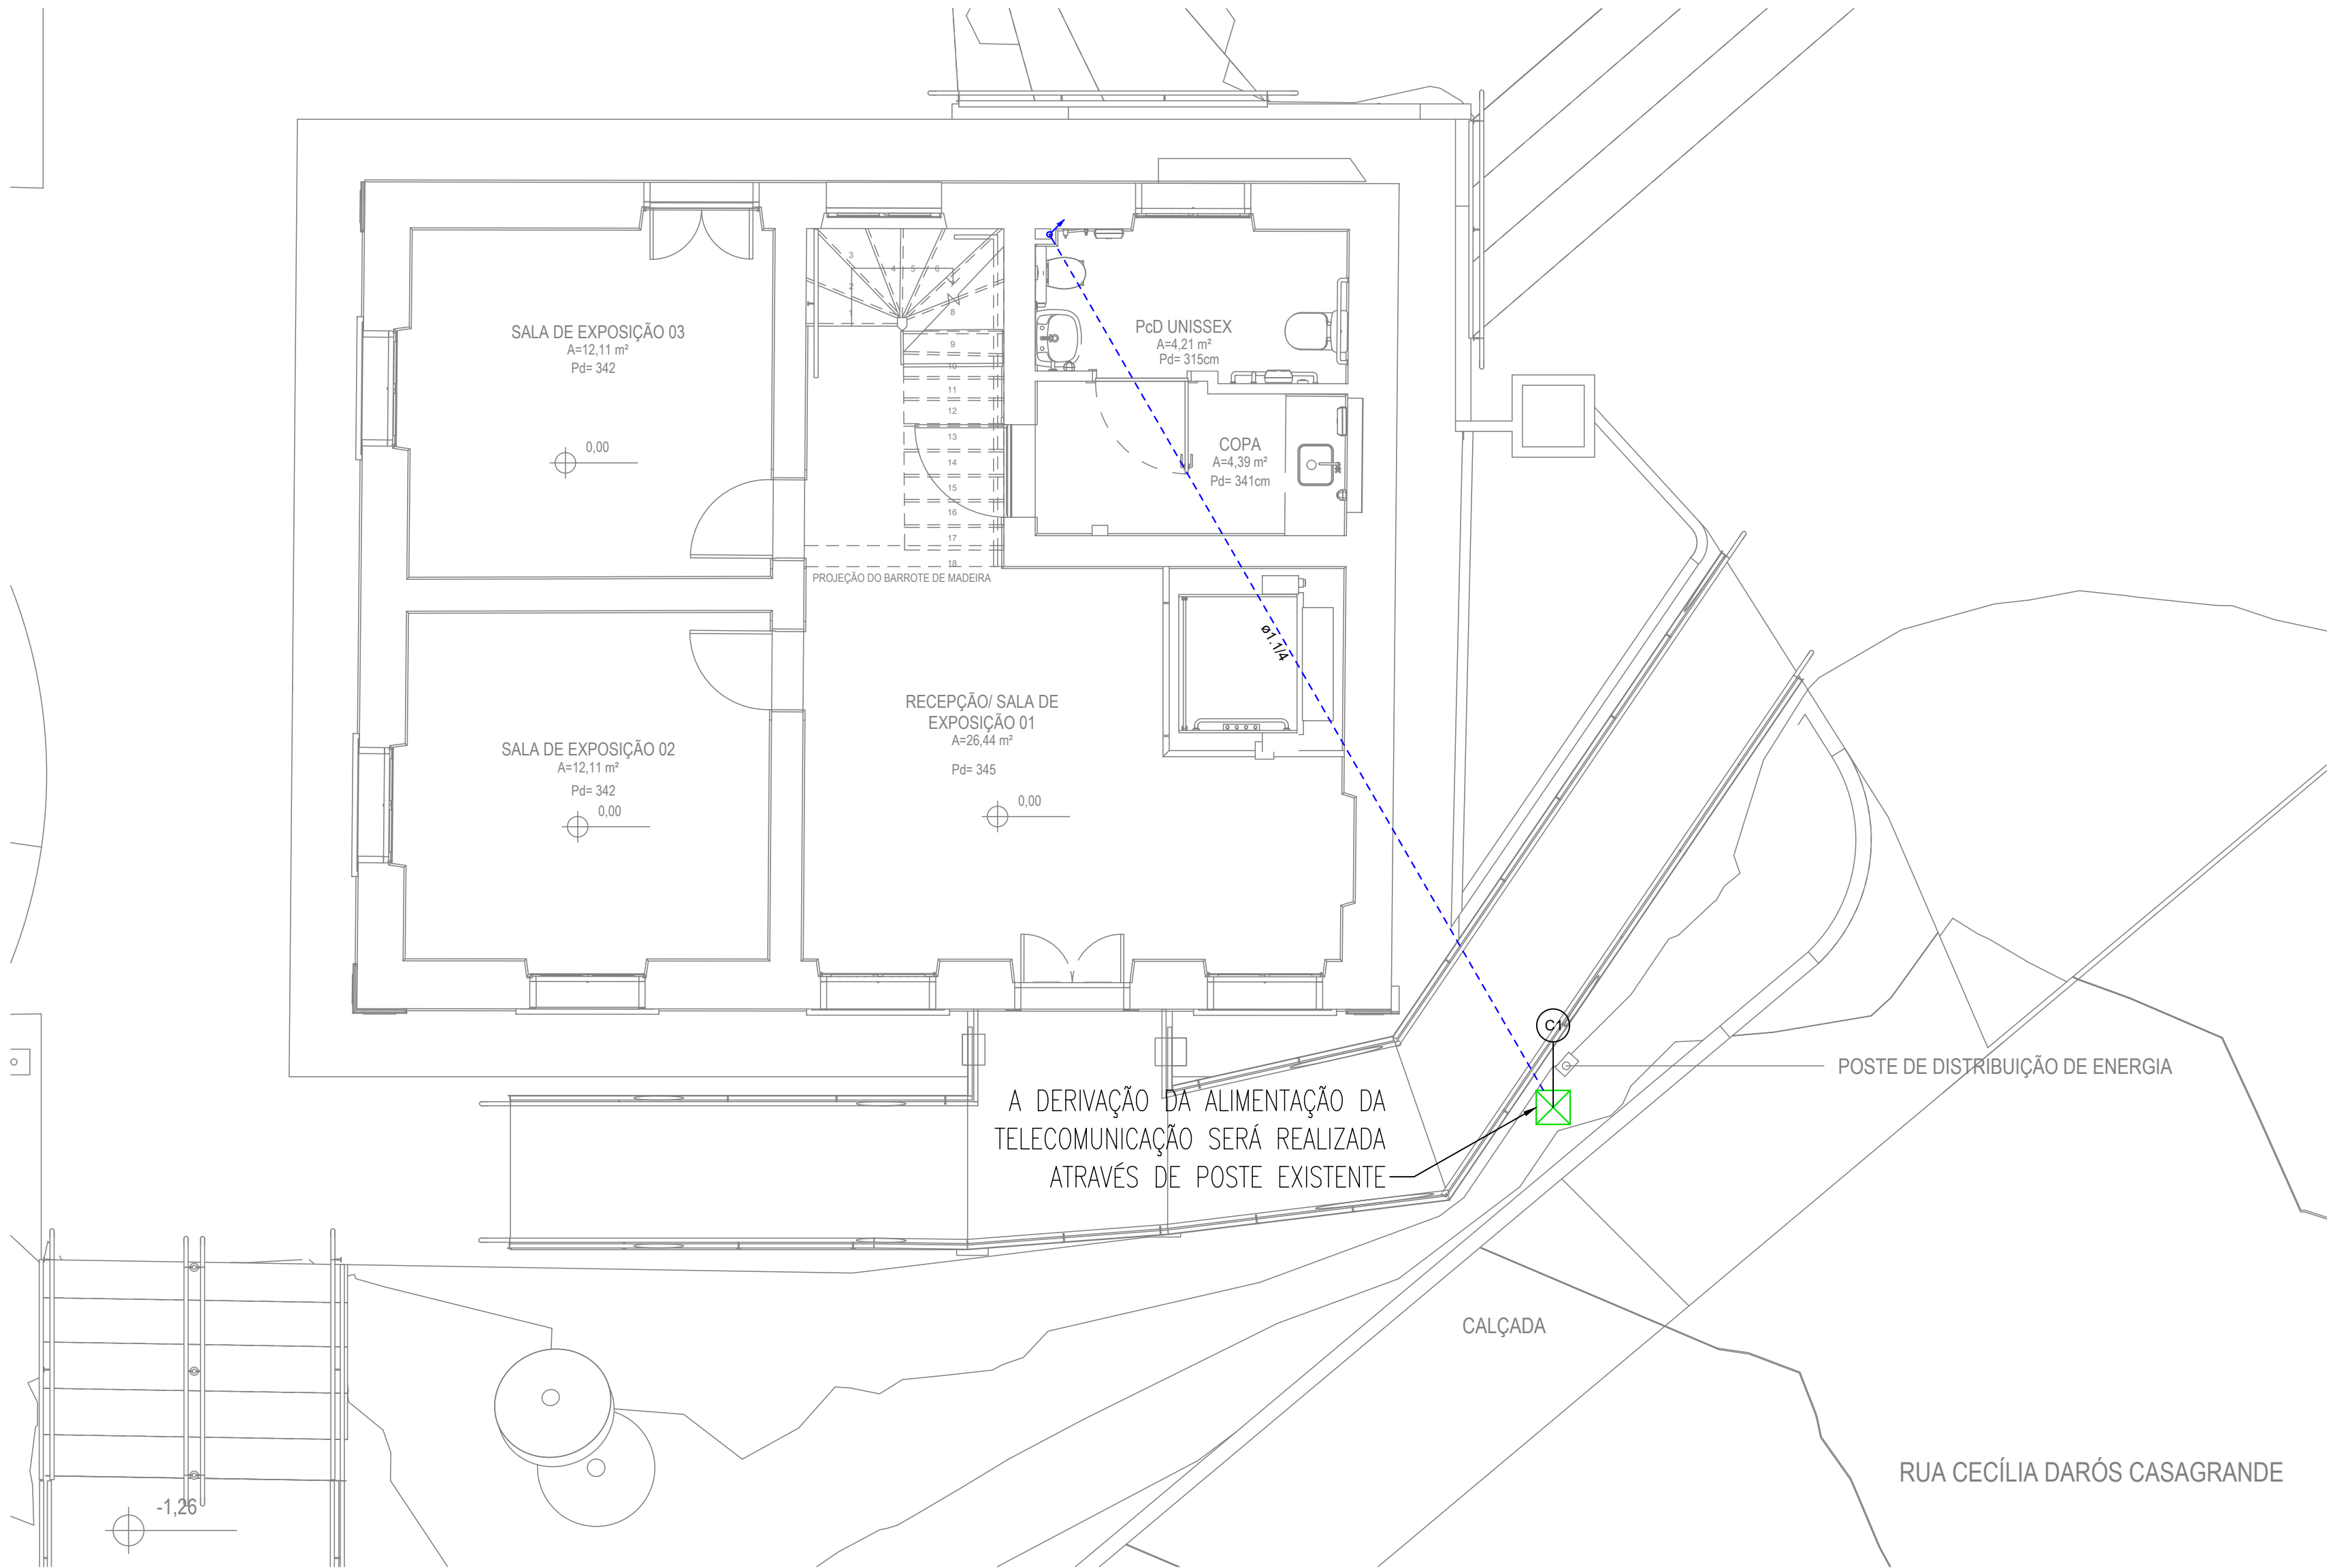 SALA DE EXPOSIÇÃO 03
A=12,11 m²
Pd= 342
0,00
1
2
3
4
5
6
8
9
10
11
12
13
14
15
16
17
18
PROJEÇÃO DO BARROTE DE MADEIRA
PcD UNISSEX
A=4,21 m²
Pd= 315cm
COPA
A=4,39 m²
Pd= 341cm
ø1.1/4
SALA DE EXPOSIÇÃO 02
A=12,11 m²
Pd= 342
0,00
RECEPÇÃO/ SALA DE
EXPOSIÇÃO 01
A=26,44 m²
Pd= 345
0,00
C1
POSTE DE DISTRIBUIÇÃO DE ENERGIA
A DERIVAÇÃO DA ALIMENTAÇÃO DA
TELECOMUNICAÇÃO SERÁ REALIZADA
ATRAVÉS DE POSTE EXISTENTE
CALÇADA
RUA CECÍLIA DARÓS CASAGRANDE
-1,26